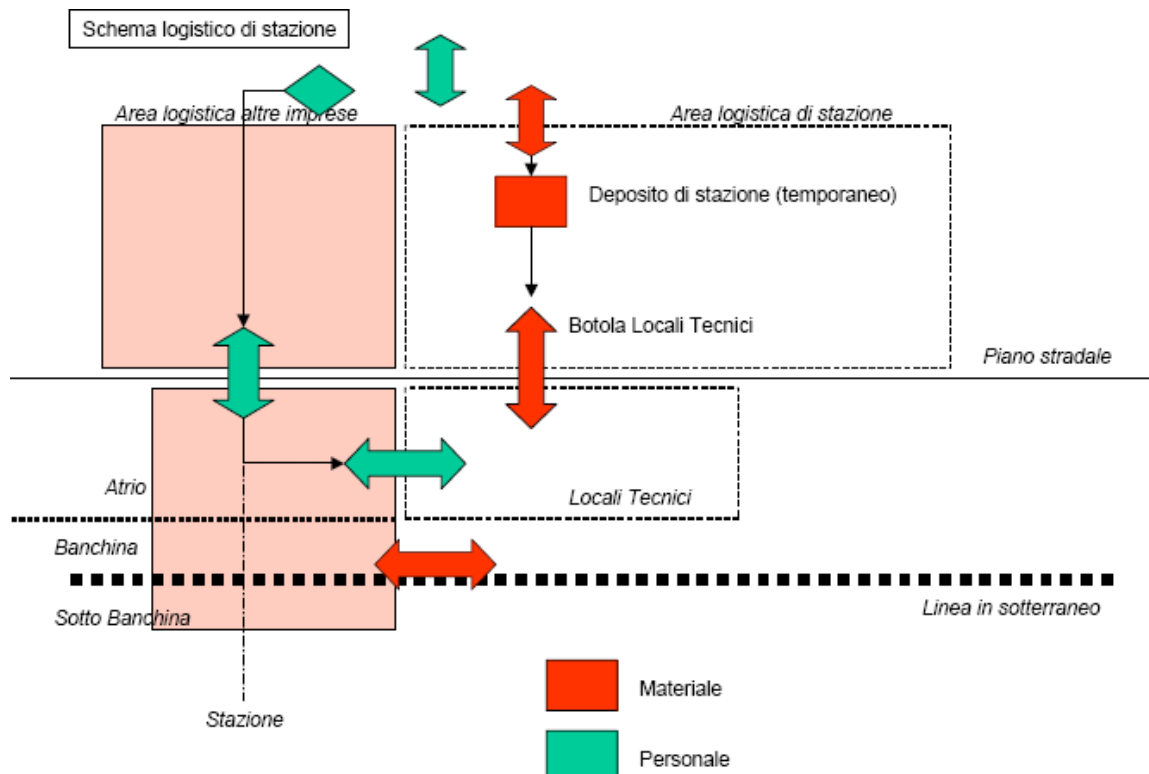 Schema logistico di stazione
Area logistica altre imprese
Area logistica di stazione
Deposito di stazione (temporaneo)
Botola Locali Tecnici
Piano stradale
Atrio
Locali Tecnici
Banchina
Sotto Banchina
Linea in sotterraneo
Materiale
Stazione
Personale